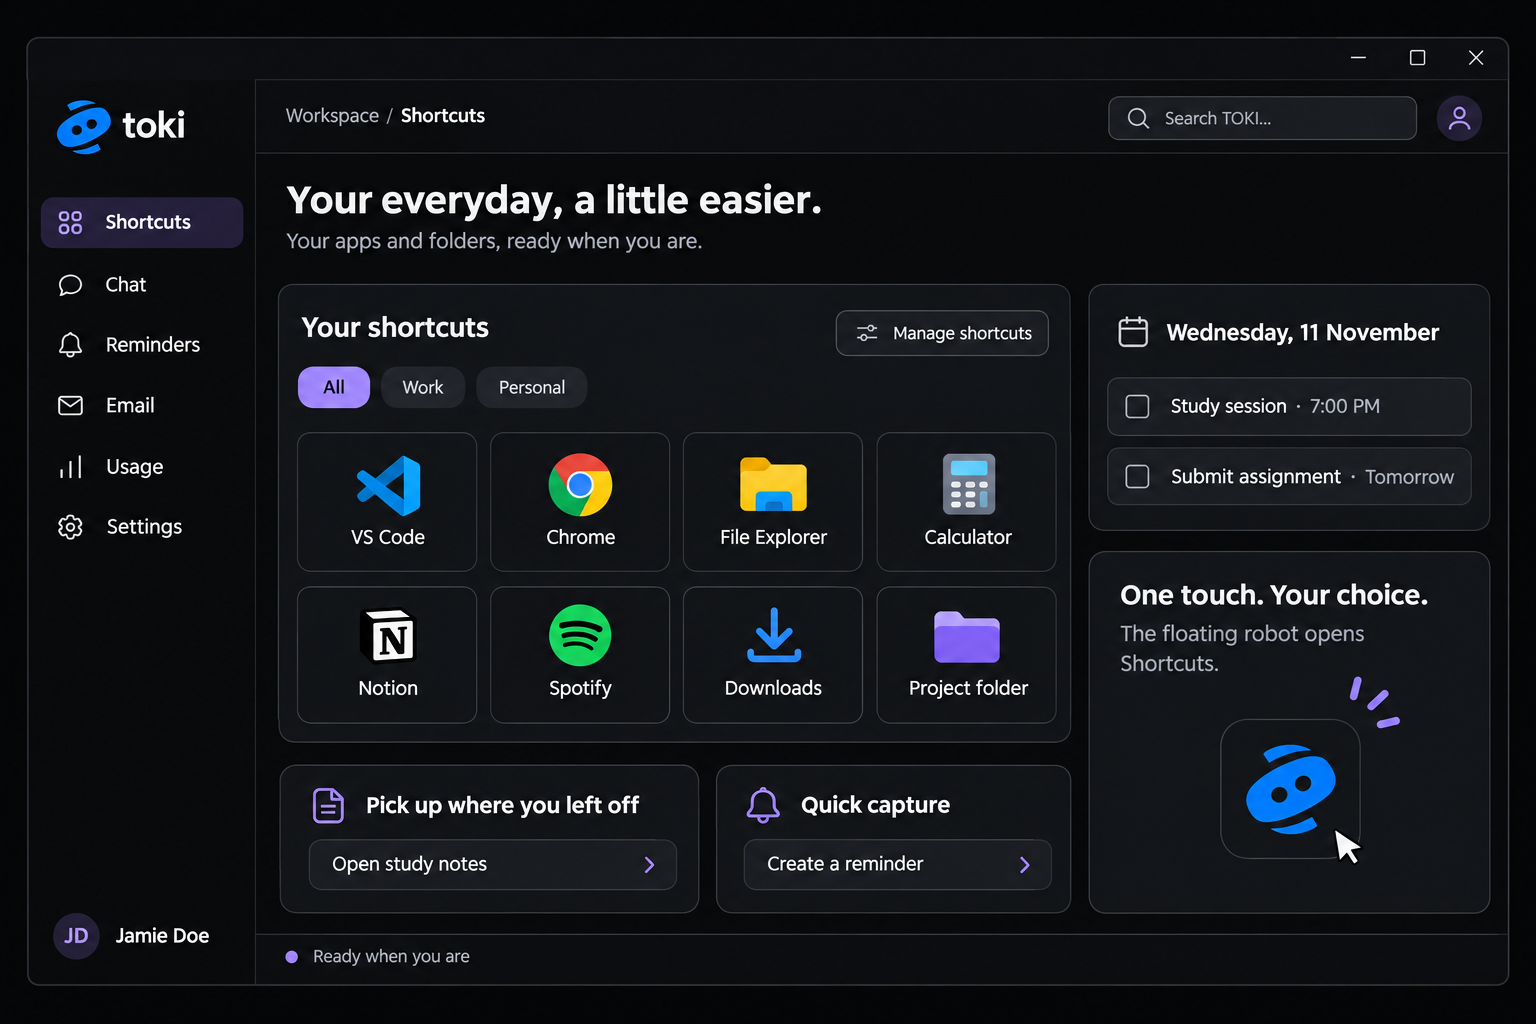 toki
Workspace / Shortcuts
Search TOKI...
Shortcuts
Chat
Reminders
Email
Usage
Settings
Your everyday, a little easier.
Your apps and folders, ready when you are.
Your shortcuts
Manage shortcuts
All
Work
Personal
VS Code
Chrome
File Explorer
Calculator
N
Notion
Spotify
Downloads
Project folder
Wednesday, 11 November
Study session · 7:00 PM
Submit assignment · Tomorrow
One touch. Your choice.
The floating robot opens
Shortcuts.
Pick up where you left off
Open study notes
Quick capture
Create a reminder
JD
Jamie Doe
Ready when you are